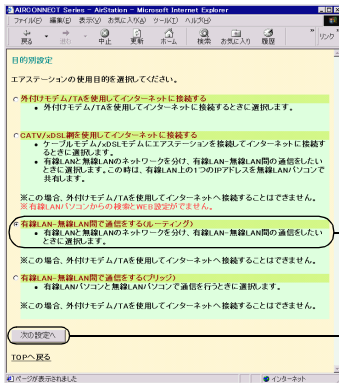 AIRCONNECT Series - AirStation - Microsoft Internet Explorer
ファイル(F) 編集(E) 表示(V) お気に入り(A) ツール(T) ヘルプ(H)
戻る 進む 中止 更新 ホーム 検索 お気に入り 履歴 » リンク »
目的別設定
エアステーションの使用目的を選択してください。
外付けモデム/TAを使用してインターネットに接続する
• 外付けモデム/TAを使用してインターネットに接続するときに選択します。
CATV/xDSL網を使用してインターネットに接続する
• ケーブルモデム/xDSLモデムにエアステーションを接続してインターネットに接続するときに選択します。
• 有線LANと無線LANのネットワークを分け、有線LAN-無線LAN間の通信をしたいときに選択します。この時は、有線LAN上の1つのIPアドレスを無線LANパソコンで共有します。
※この場合、外付けモデム/TAを使用してインターネットへ接続することはできません。
※有線LANパソコンからの検索とWEB設定がでません。
有線LAN-無線LAN間で通信をする(ルーティング)
• 有線LANと無線LANのネットワークを分け、有線LAN-無線LAN間の通信をしたいときに選択します。
※この場合、外付けモデム/TAを使用してインターネットへ接続することはできません。
有線LAN-無線LAN間で通信をする(ブリッジ)
• 有線LANパソコンと無線LANパソコンで通信を行うときに選択します。
※この場合、外付けモデム/TAを使用してインターネットへ接続することはできません。
次の設定へ
TOPへ戻る
ページが表示されました インターネット